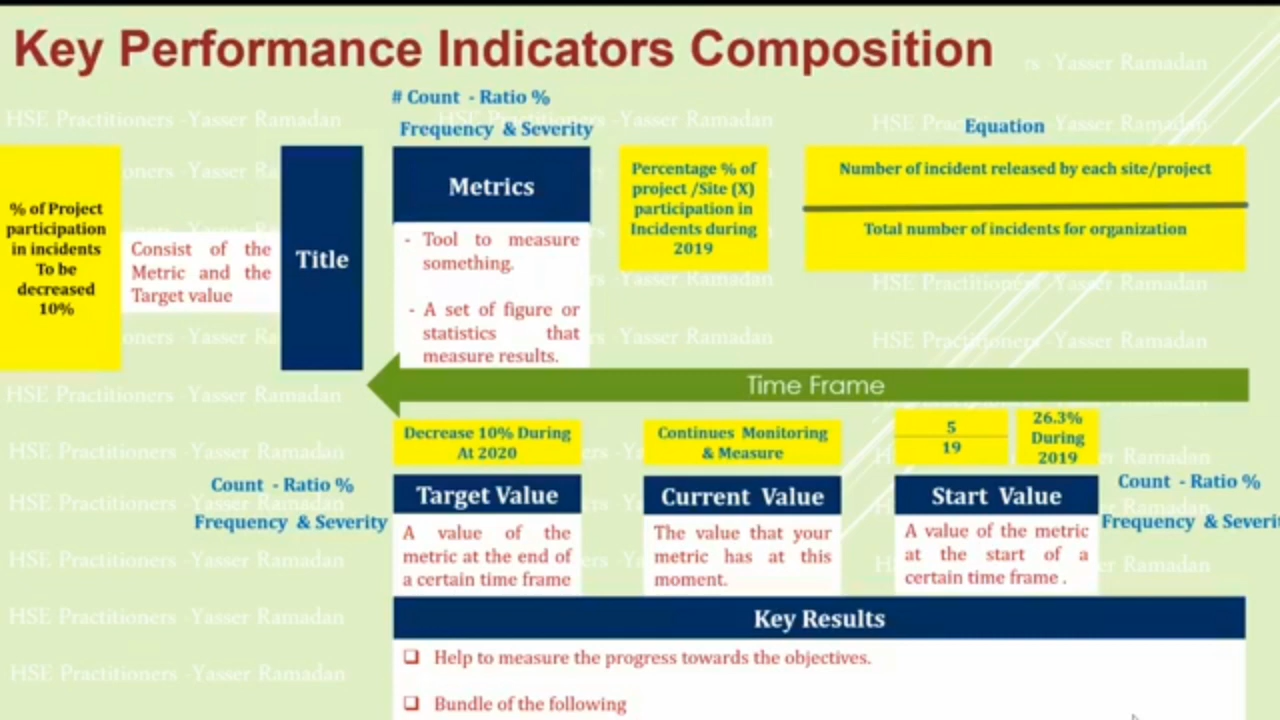 Key Performance Indicators Composition
# Count - Ratio %
Frequency & Severity
Equation
% of Project
participation
in incidents
To be
decreased
10%
Consist of the
Metric and the
Target value
Title
Metrics
- Tool to measure
something.
- A set of figure or
statistics that
measure results.
Percentage % of
project /Site (X)
participation in
Incidents during
2019
Number of incident released by each site/project
Total number of incidents for organization
Time Frame
Decrease 10% During
At 2020
Continues Monitoring
& Measure
5
19
26.3%
During
2019
Count - Ratio %
Frequency & Severity
Target Value
A value of the
metric at the end of
a certain time frame
Current Value
The value that your
metric has at this
moment.
Start Value
A value of the metric
at the start of a
certain time frame .
Count - Ratio %
Frequency & Severi
Key Results
❑ Help to measure the progress towards the objectives.
❑ Bundle of the following
HSE Practitioners -Yasser Ramadan